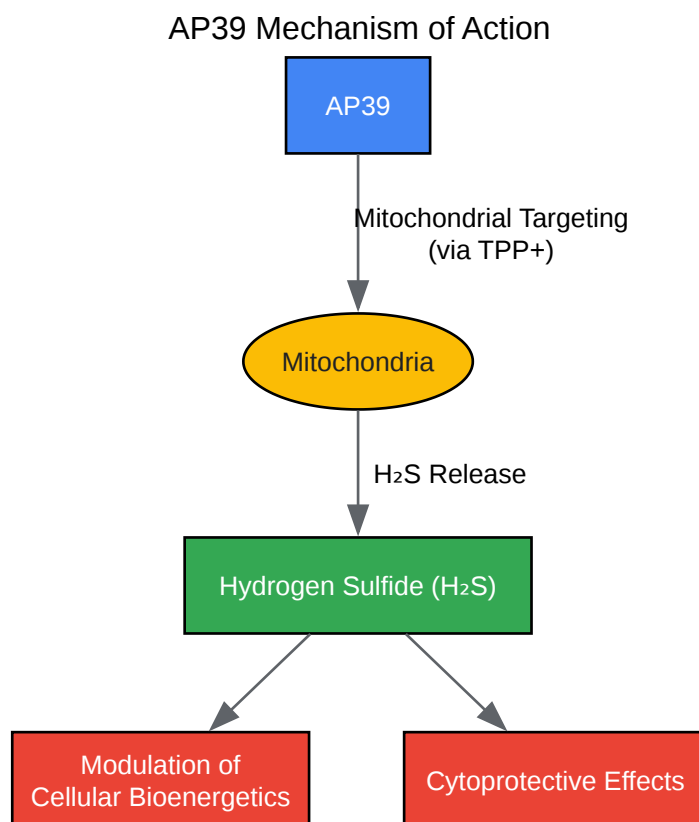 AP39 Mechanism of Action
AP39
Mitochondrial Targeting
(via TPP+)
Mitochondria
H₂S Release
Hydrogen Sulfide (H₂S)
Modulation of
Cellular Bioenergetics
Cytoprotective Effects